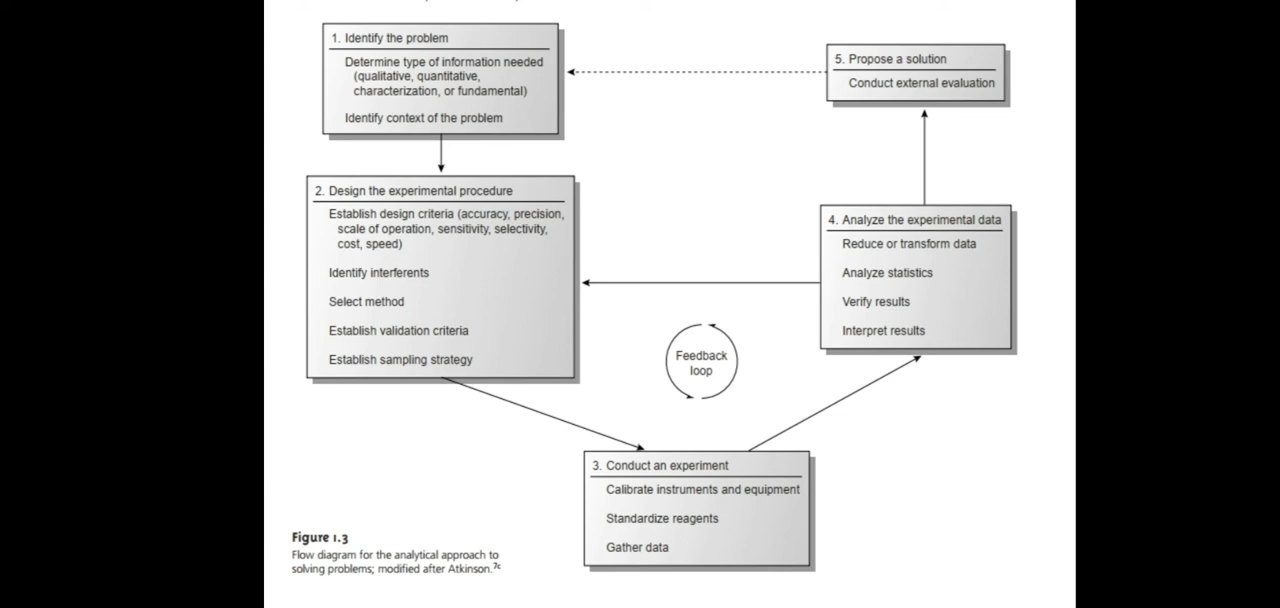 1. Identify the problem
Determine type of information needed
(qualitative, quantitative,
characterization, or fundamental)
Identify context of the problem
2. Design the experimental procedure
Establish design criteria (accuracy, precision,
scale of operation, sensitivity, selectivity,
cost, speed)
Identify interferents
Select method
Establish validation criteria
Establish sampling strategy
3. Conduct an experiment
Calibrate instruments and equipment
Standardize reagents
Gather data
4. Analyze the experimental data
Reduce or transform data
Analyze statistics
Verify results
Interpret results
5. Propose a solution
Conduct external evaluation
Feedback
loop
Figure 1.3
Flow diagram for the analytical approach to
solving problems; modified after Atkinson.7c